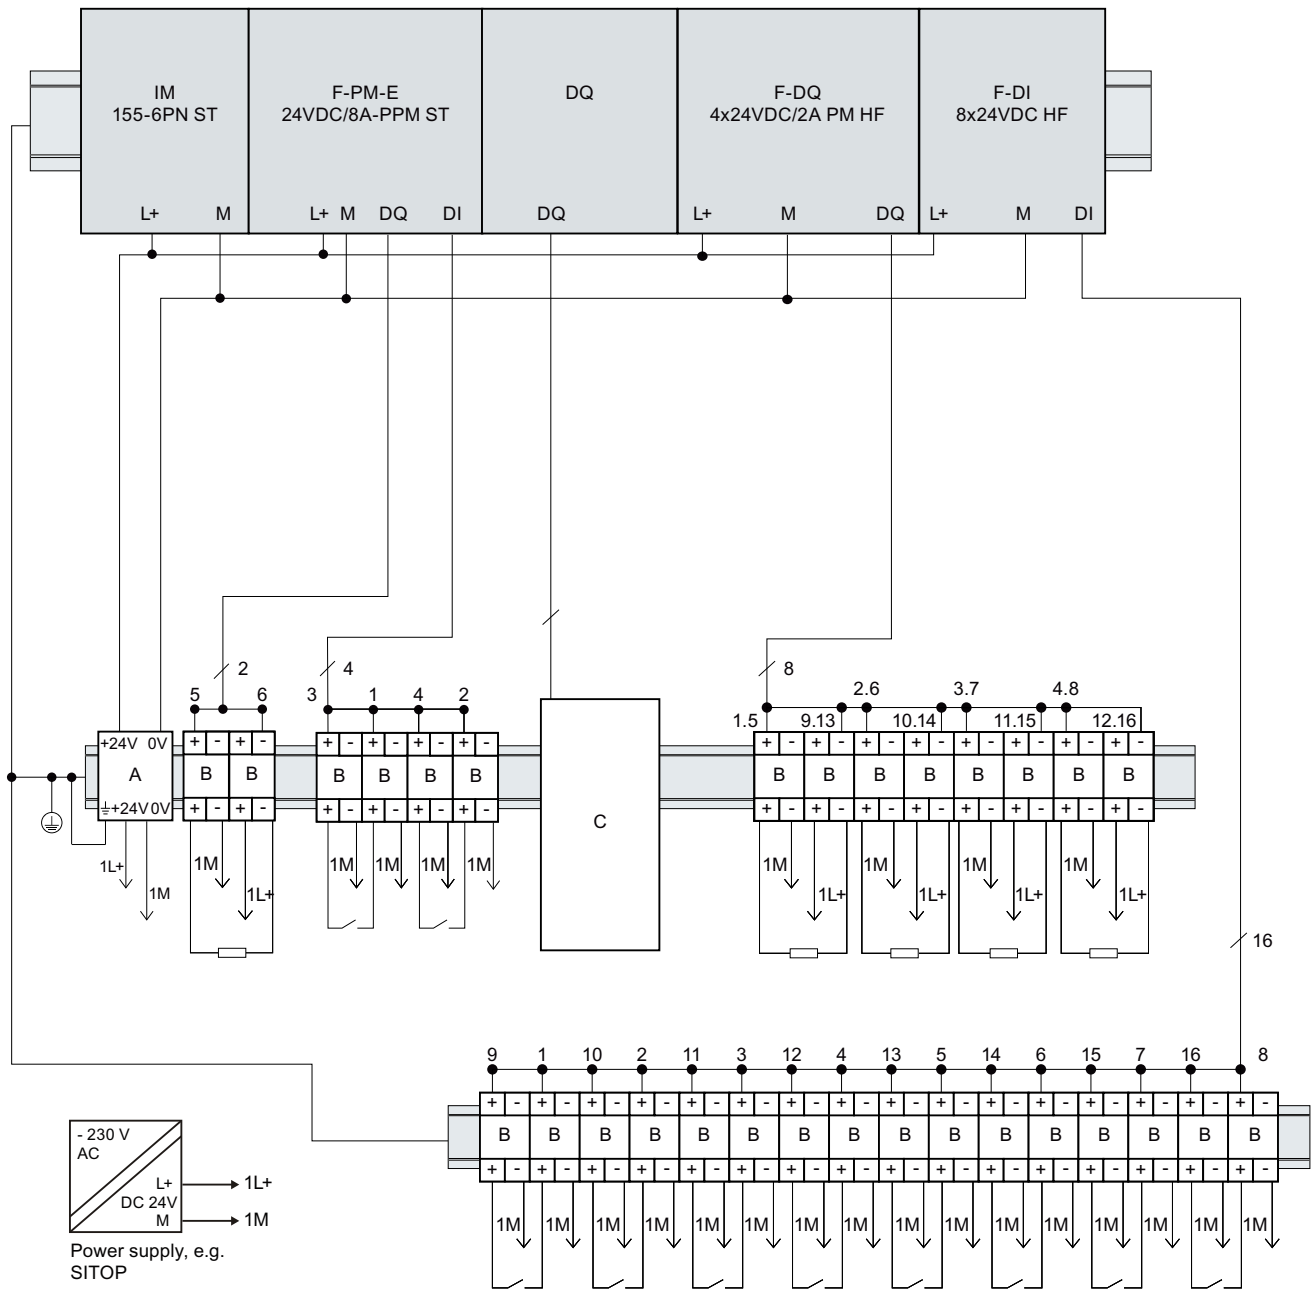 IM
155-6PN ST
F-PM-E
24VDC/8A-PPM ST
DQ
F-DQ
4x24VDC/2A PM HF
F-DI
8x24VDC HF
L+ M L+ M DQ DI DQ L+ M DQ L+ M DI
2 4 8
5 6 3 1 4 2 1.5 9.13 2.6 10.14 3.7 11.15 4.8 12.16
+24V 0V + - + - + - + - + - + - + - + - + - + - + - + - + - + -
A B B B B B B C B B B B B B B B
+24V 0V + - + - + - + - + - + - + - + - + - + - + - + - + - + -
1L+ 1M 1M 1L+ 1M 1M 1M 1M 1M 1L+ 1M 1L+ 1M 1L+ 1M 1L+
16
9 1 10 2 11 3 12 4 13 5 14 6 15 7 16 8
+ - + - + - + - + - + - + - + - + - + - + - + - + - + - + - + -
B B B B B B B B B B B B B B B B
+ - + - + - + - + - + - + - + - + - + - + - + - + - + - + - + -
1M 1M 1M 1M 1M 1M 1M 1M 1M 1M 1M 1M 1M 1M 1M 1M
- 230 V
AC
L+ 1L+
DC 24V
M 1M
Power supply, e.g.
SITOP